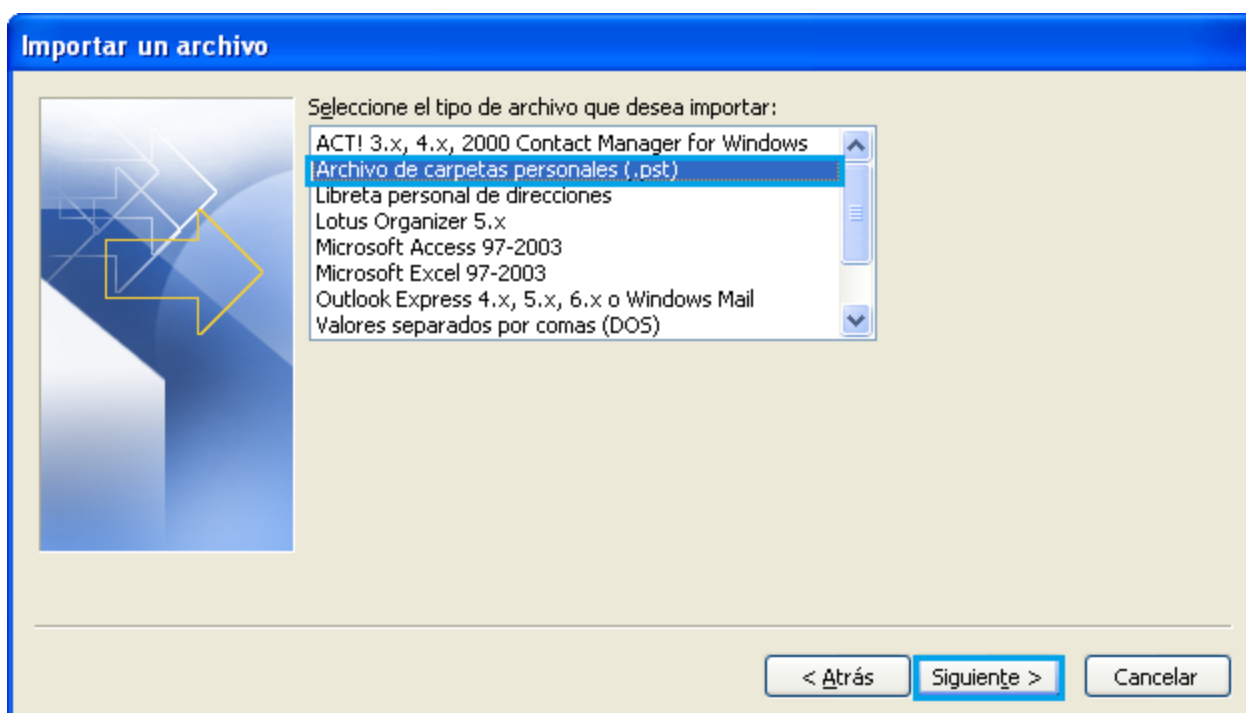 Importar un archivo
Seleccione el tipo de archivo que desea importar:
ACT! 3.x, 4.x, 2000 Contact Manager for Windows
Archivo de carpetas personales (.pst)
Libreta personal de direcciones
Lotus Organizer 5.x
Microsoft Access 97-2003
Microsoft Excel 97-2003
Outlook Express 4.x, 5.x, 6.x o Windows Mail
Valores separados por comas (DOS)
< Atrás Siguiente > Cancelar